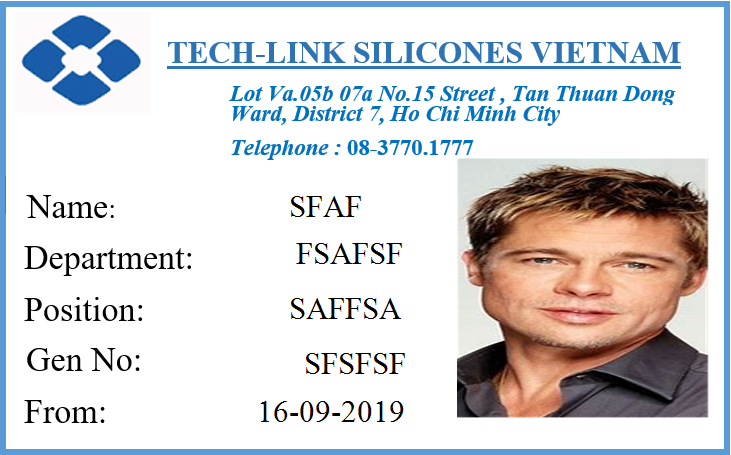 TECH-LINK SILICONES VIETNAM
Lot Va.05b 07a No.15 Street , Tan Thuan Dong
Ward, District 7, Ho Chi Minh City
Telephone : 08-3770.1777
Name: SFAF
Department: FSAFSF
Position: SAFFSA
Gen No: SFSFSF
From: 16-09-2019